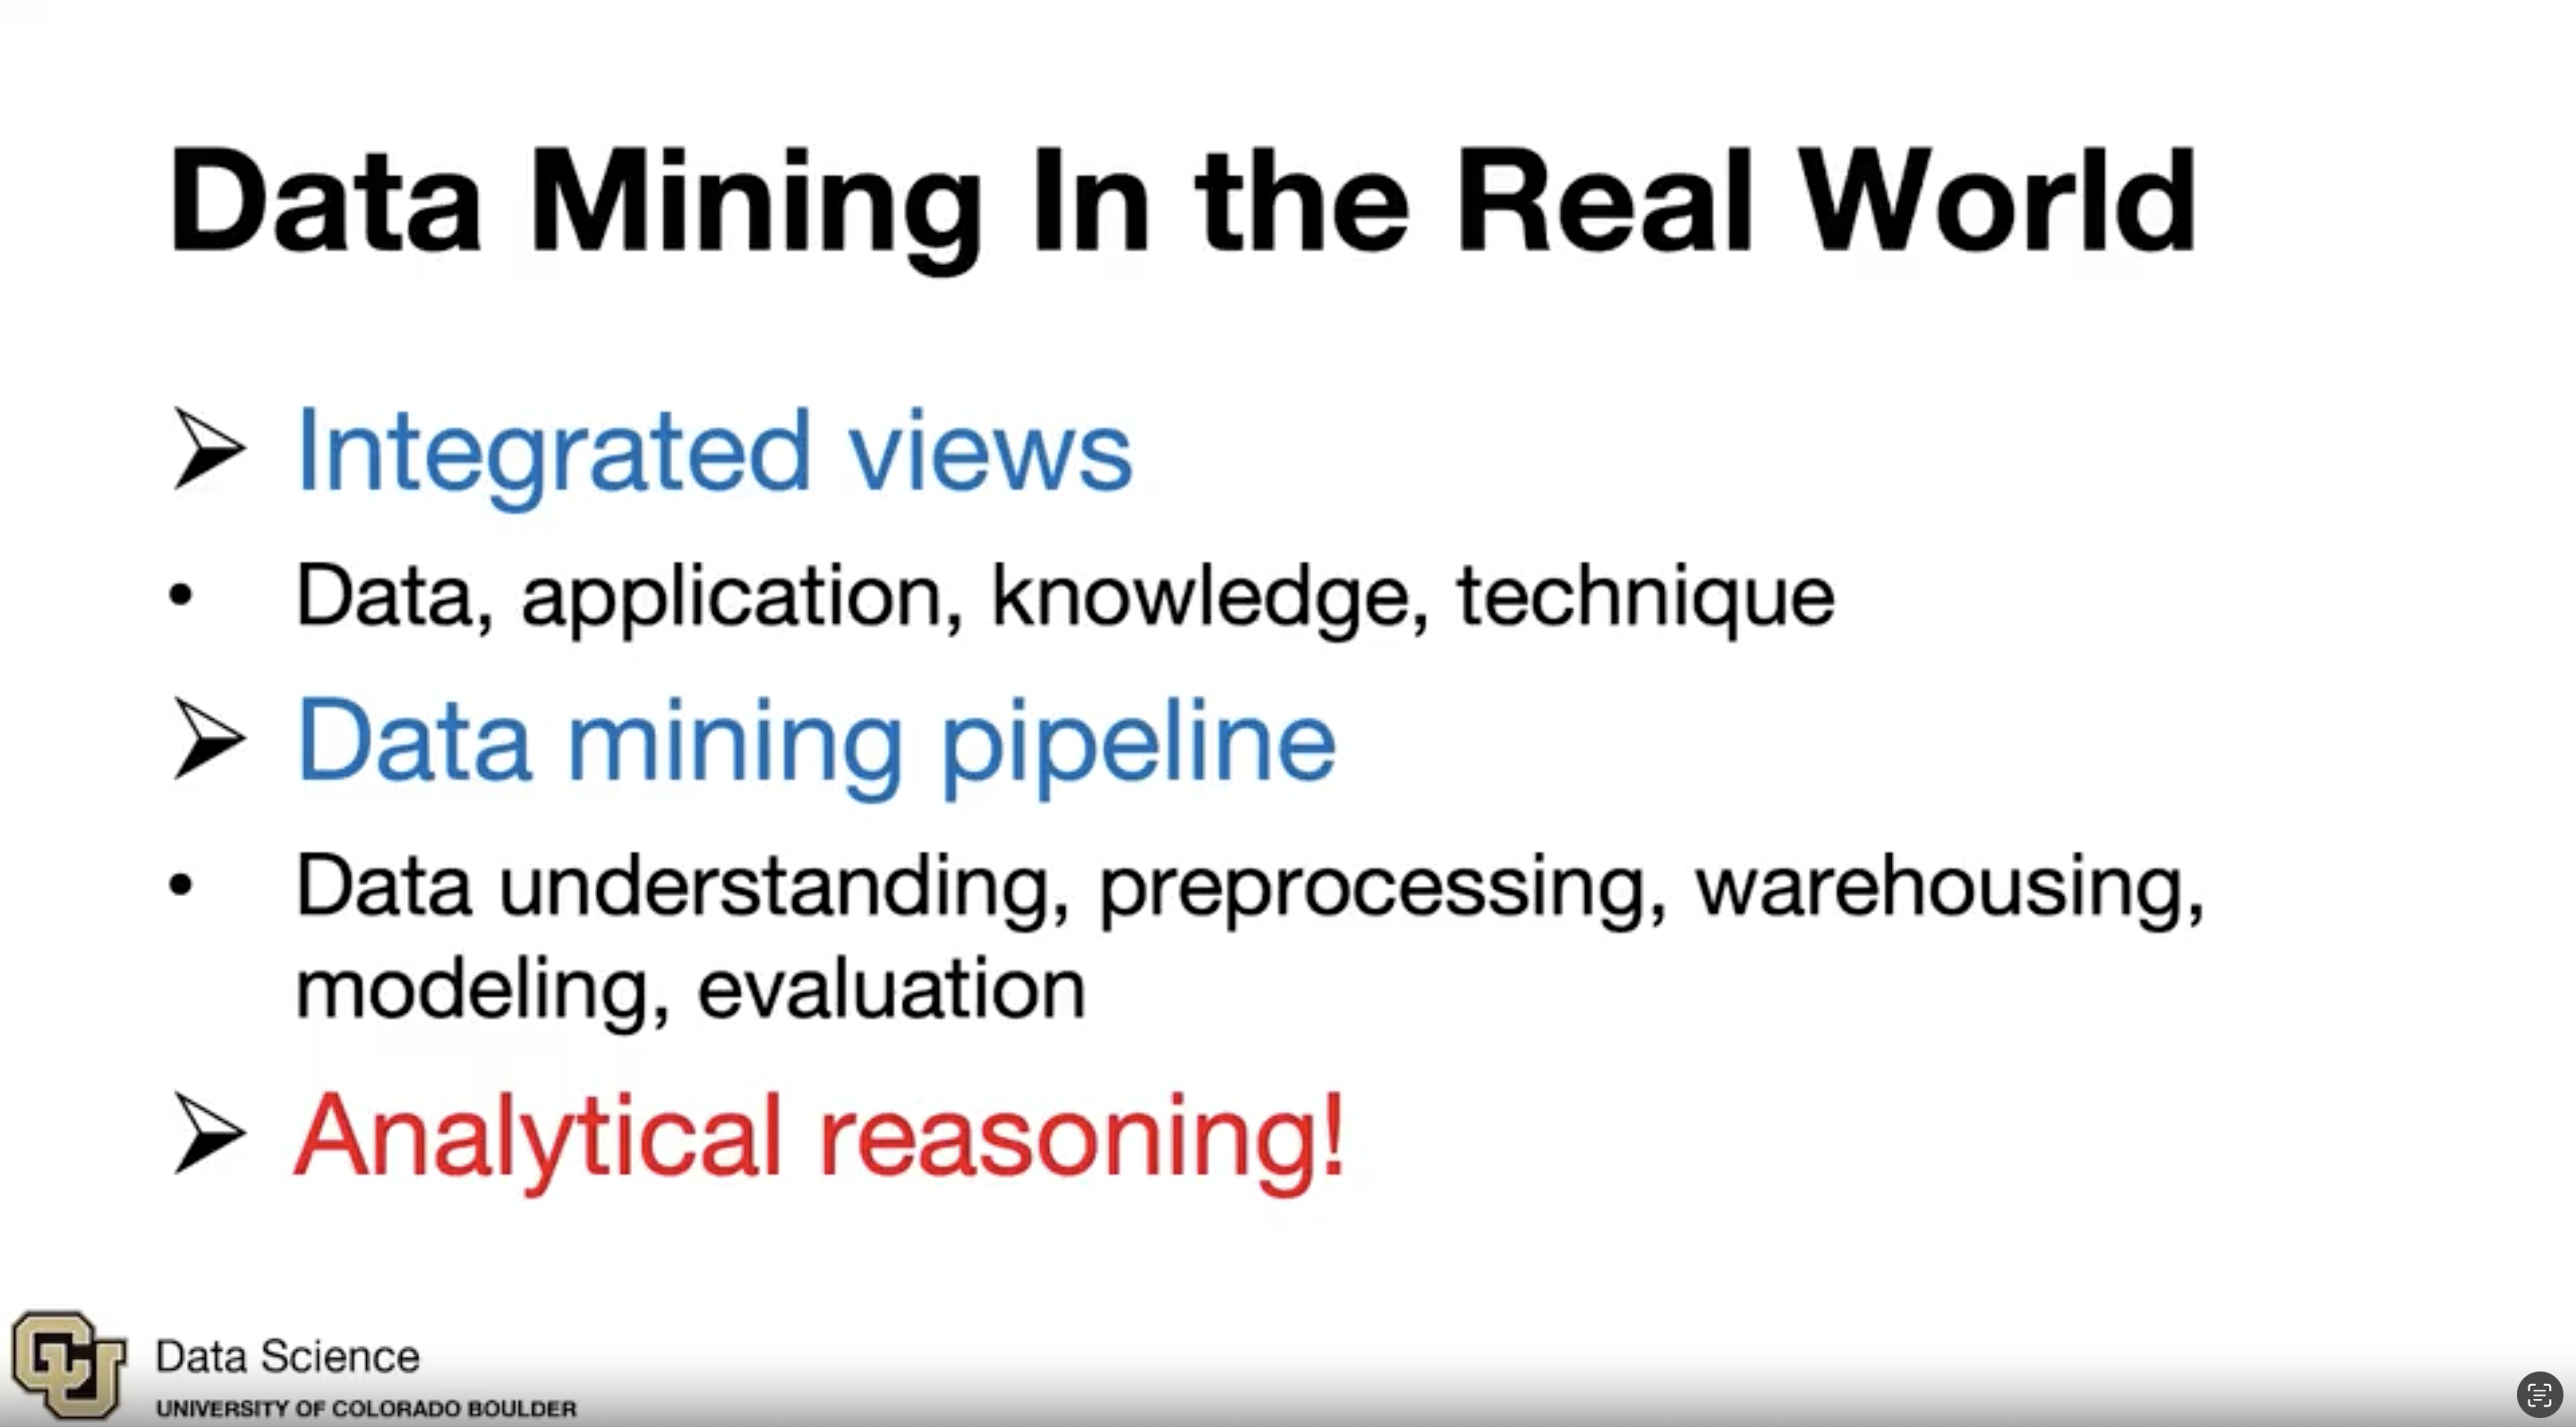 Data Mining In the Real World
➢ Integrated views
• Data, application, knowledge, technique
➢ Data mining pipeline
• Data understanding, preprocessing, warehousing,
modeling, evaluation
➢ Analytical reasoning!
CU
Data Science
UNIVERSITY OF COLORADO BOULDER